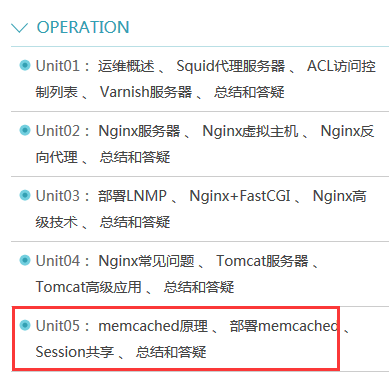 OPERATION
Unit01： 运维概述 、 Squid代理服务器 、 ACL访问控
制列表 、 Varnish服务器 、 总结和答疑
Unit02： Nginx服务器 、 Nginx虚拟主机 、 Nginx反
向代理 、 总结和答疑
Unit03： 部署LNMP 、 Nginx+FastCGI 、 Nginx高
级技术 、 总结和答疑
Unit04： Nginx常见问题 、 Tomcat服务器 、
Tomcat高级应用 、 总结和答疑
Unit05： memcached原理 、 部署memcached 、
Session共享 、 总结和答疑